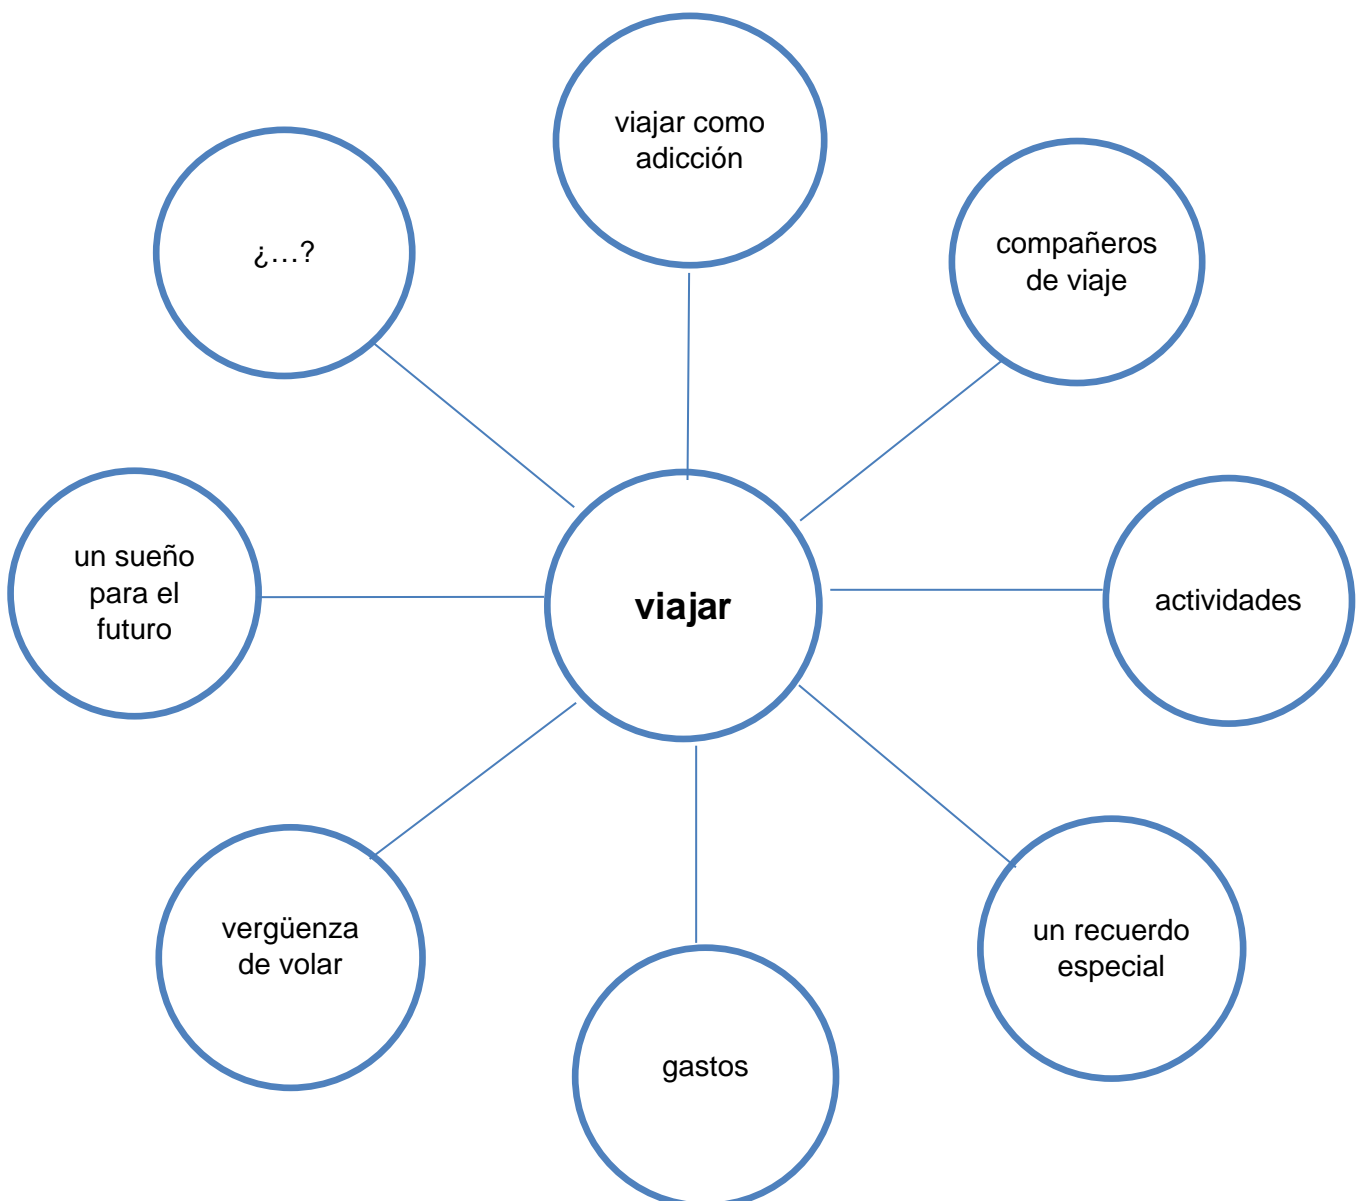 viajar como
adicción
¿…?
compañeros
de viaje
un sueño
para el
futuro
viajar
actividades
vergüenza
de volar
un recuerdo
especial
gastos